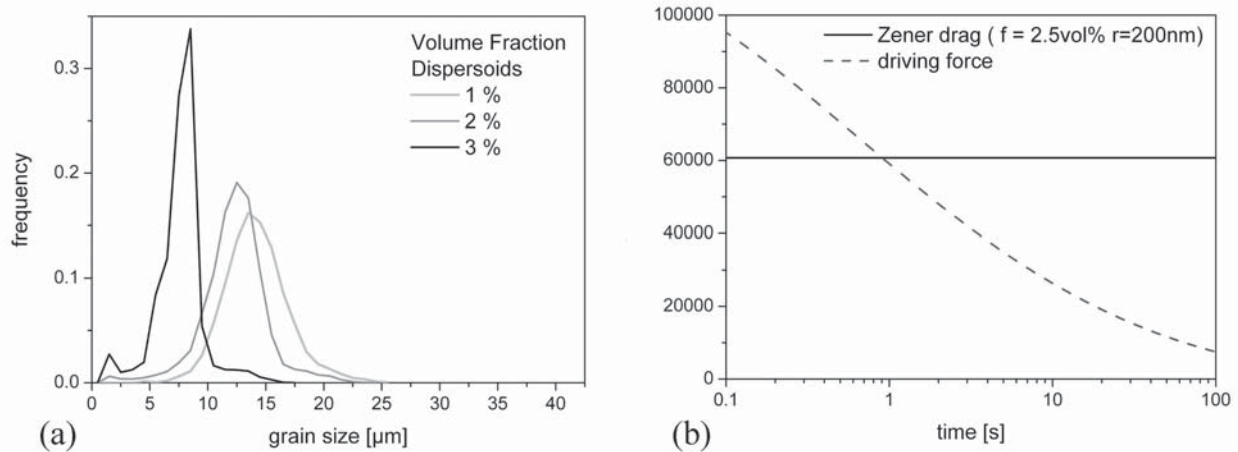 Volume Fraction
Dispersoids
1 %
2 %
3 %
frequency
0.3
0.2
0.1
0.0
0 5 10 15 20 25 30 35 40
grain size [µm]
(a)
Zener drag ( f = 2.5vol% r=200nm)
driving force
100000
80000
60000
40000
20000
0
0.1 1 10 100
time [s]
(b)